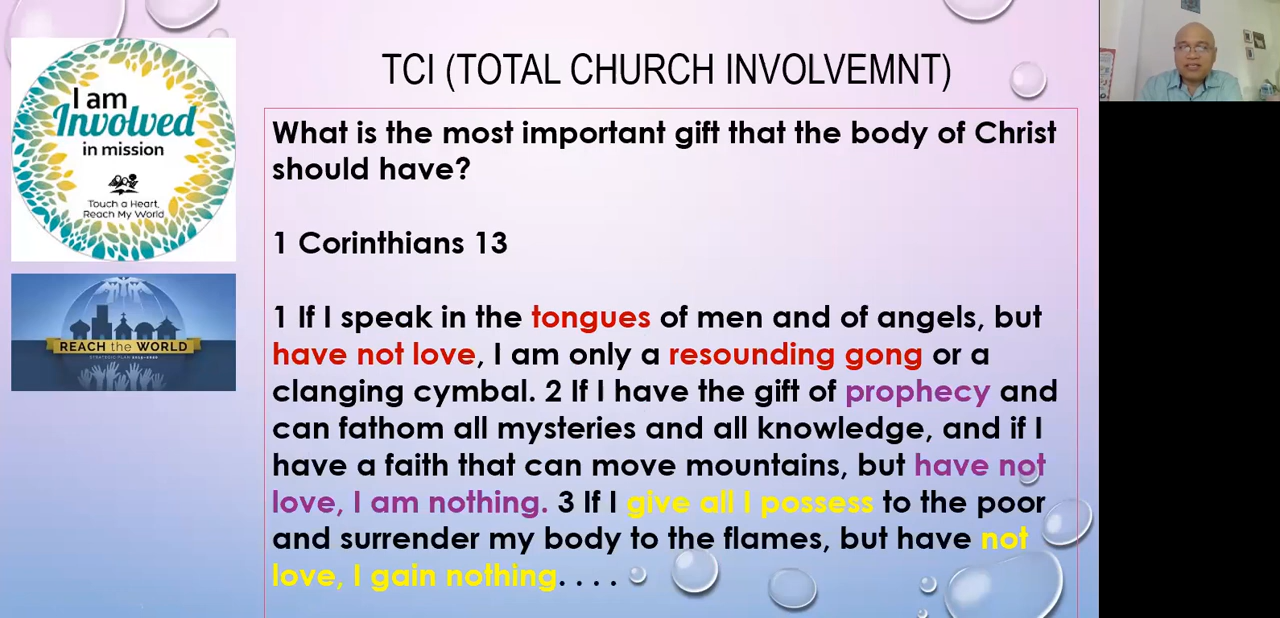 TCI (TOTAL CHURCH INVOLVEMNT)
I am
Involved
in mission
Touch a Heart,
Reach My World
REACH the WORLD
What is the most important gift that the body of Christ
should have?
1 Corinthians 13
1 If I speak in the tongues of men and of angels, but
have not love, I am only a resounding gong or a
clanging cymbal. 2 If I have the gift of prophecy and
can fathom all mysteries and all knowledge, and if I
have a faith that can move mountains, but have not
love, I am nothing. 3 If I give all I possess to the poor
and surrender my body to the flames, but have not
love, I gain nothing. . . .